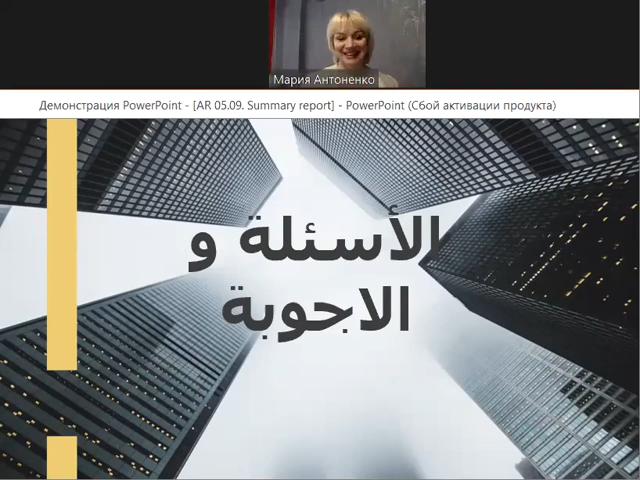 Мария Антоненко
Демонстрация PowerPoint - [AR 05.09. Summary report] - PowerPoint (Сбой активации продукта)
الأسئلة و
الاجوبة